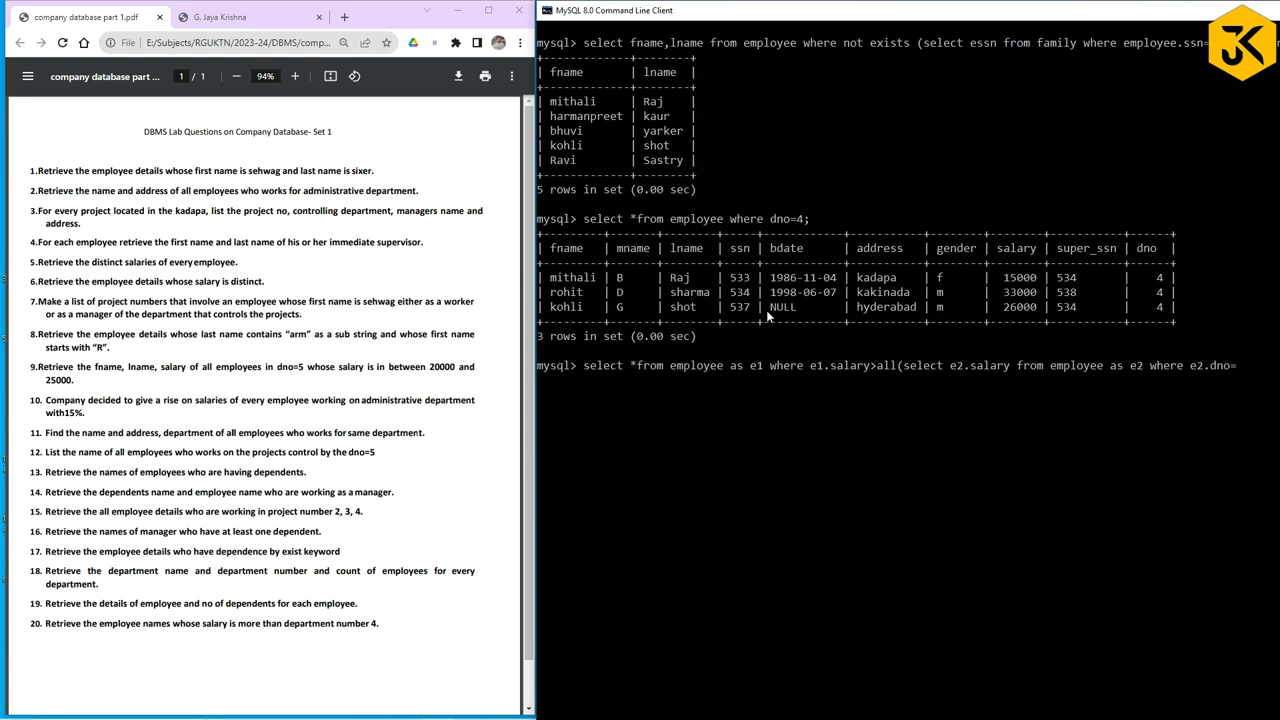 company database part 1.pdf
G. Jaya Krishna
File
E:/Subjects/RGUKTN/2023-24/DBMS/comp...
company database part ...
1 / 1
94%
DBMS Lab Questions on Company Database- Set 1
1.Retrieve the employee details whose first name is sehwag and last name is sixer.
2.Retrieve the name and address of all employees who works for administrative department.
3.For every project located in the kadapa, list the project no, controlling department, managers name and
address.
4.For each employee retrieve the first name and last name of his or her immediate supervisor.
5.Retrieve the distinct salaries of every employee.
6.Retrieve the employee details whose salary is distinct.
7.Make a list of project numbers that involve an employee whose first name is sehwag either as a worker
or as a manager of the department that controls the projects.
8.Retrieve the employee details whose last name contains “arm” as a sub string and whose first name
starts with “R”.
9.Retrieve the fname, lname, salary of all employees in dno=5 whose salary is in between 20000 and
25000.
10. Company decided to give a rise on salaries of every employee working on administrative department
with15%.
11. Find the name and address, department of all employees who works for same department.
12. List the name of all employees who works on the projects control by the dno=5
13. Retrieve the names of employees who are having dependents.
14. Retrieve the dependents name and employee name who are working as a manager.
15. Retrieve the all employee details who are working in project number 2, 3, 4.
16. Retrieve the names of manager who have at least one dependent.
17. Retrieve the employee details who have dependence by exist keyword
18. Retrieve the department name and department number and count of employees for every
department.
19. Retrieve the details of employee and no of dependents for each employee.
20. Retrieve the employee names whose salary is more than department number 4.
MySQL 8.0 Command Line Client
JK
mysql> select fname,lname from employee where not exists (select essn from family where employee.ssn=
+------------+--------+
| fname | lname |
+------------+--------+
| mithali | Raj |
| harmanpreet | kaur |
| bhuvi | yarker |
| kohli | shot |
| Ravi | Sastry |
+------------+--------+
5 rows in set (0.00 sec)
mysql> select *from employee where dno=4;
| fname | mname | lname | ssn | bdate | address | gender | salary | super_ssn | dno |
| mithali | B | Raj | 533 | 1986-11-04 | kadapa | f | 15000 | 534 | 4 |
| rohit | D | sharma | 534 | 1998-06-07 | kakinada | m | 33000 | 538 | 4 |
| kohli | G | shot | 537 | NULL | hyderabad | m | 26000 | 534 | 4 |
3 rows in set (0.00 sec)
mysql> select *from employee as e1 where e1.salary>all(select e2.salary from employee as e2 where e2.dno=